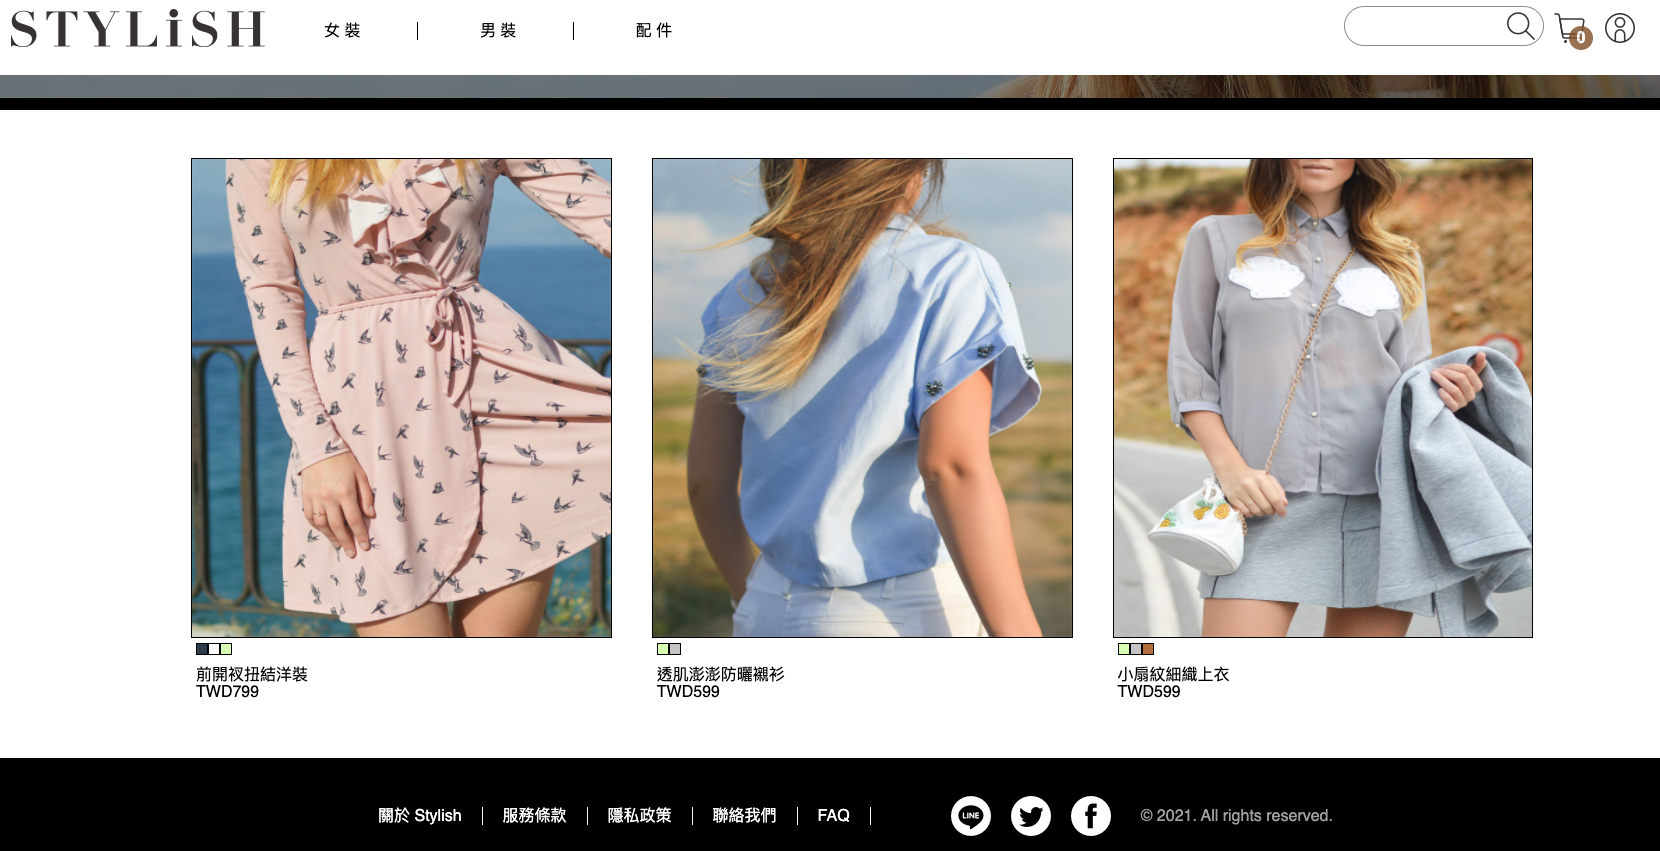 STYLiSH
女裝
男裝
配件
0
前開衩扭結洋裝
TWD799
透肌澎澎防曬襯衫
TWD599
小扇紋細織上衣
TWD599
關於 Stylish
服務條款
隱私政策
聯絡我們
FAQ
LINE
f
© 2021. All rights reserved.